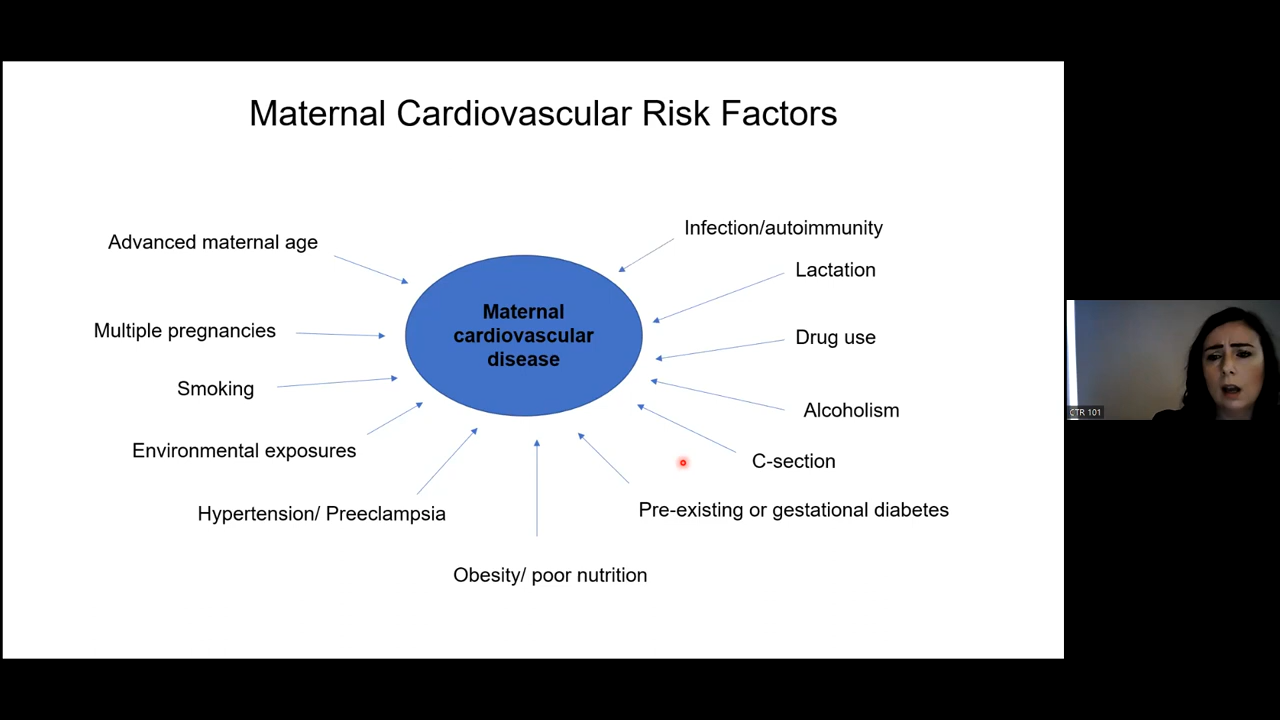 Maternal Cardiovascular Risk Factors
Infection/autoimmunity
Advanced maternal age
Lactation
Maternal
cardiovascular
disease
Multiple pregnancies
Drug use
Smoking
Alcoholism
Environmental exposures
C-section
Hypertension/ Preeclampsia
Pre-existing or gestational diabetes
Obesity/ poor nutrition
CTR 101